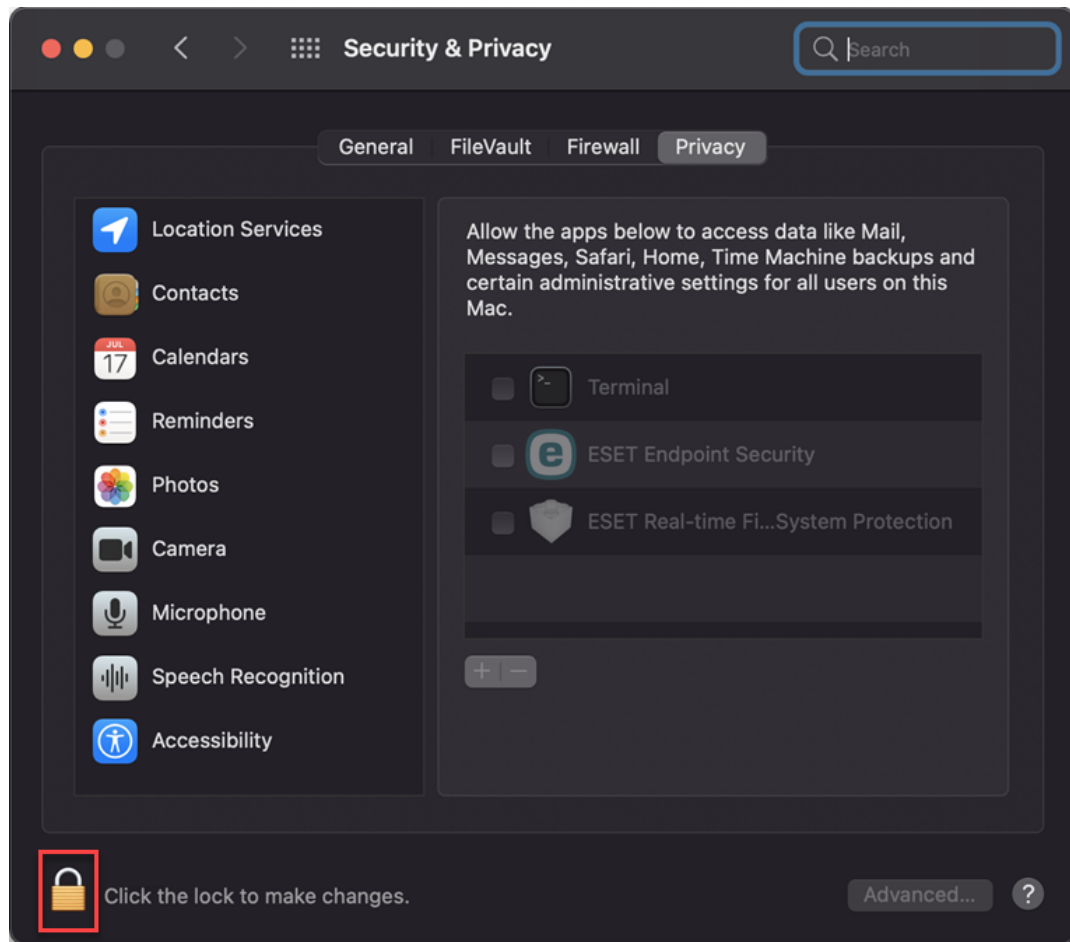 Security & Privacy
Search
General
FileVault
Firewall
Privacy
Location Services
Contacts
JUL
17
Calendars
Reminders
Photos
Camera
Microphone
Speech Recognition
Accessibility
Allow the apps below to access data like Mail,
Messages, Safari, Home, Time Machine backups and
certain administrative settings for all users on this
Mac.
>_
Terminal
e
ESET Endpoint Security
ESET Real-time Fi...System Protection
+ −
Click the lock to make changes.
Advanced...
?